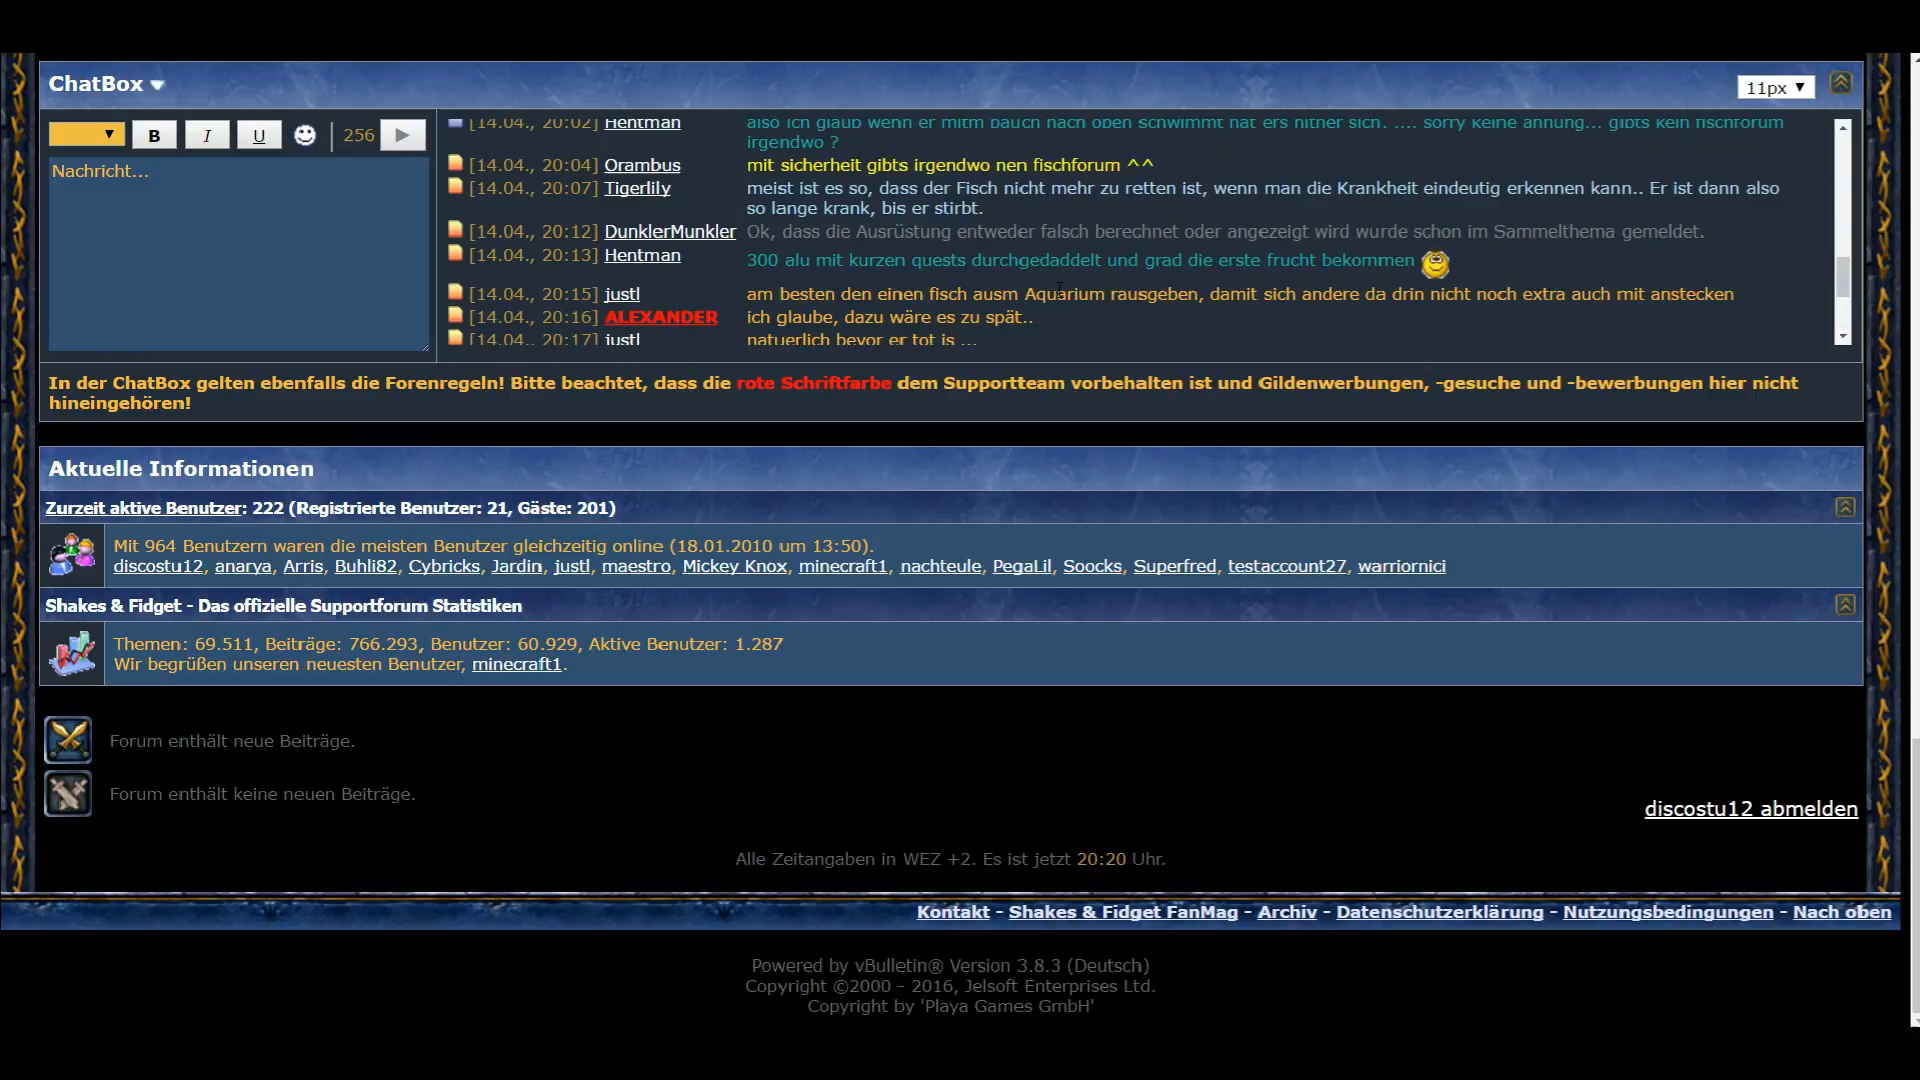 ChatBox
11px
B I U 256
Nachricht...
[14.04., 20:02] Hentman also ich glaub wenn er mitm bauch nach oben schwimmt hat ers hither sich. .... sorry keine ahnung... gibts kein fischforum
irgendwo ?
[14.04., 20:04] Orambus mit sicherheit gibts irgendwo nen fischforum ^^
[14.04., 20:07] Tigerlily meist ist es so, dass der Fisch nicht mehr zu retten ist, wenn man die Krankheit eindeutig erkennen kann.. Er ist dann also
so lange krank, bis er stirbt.
[14.04., 20:12] DunklerMunkler Ok, dass die Ausrüstung entweder falsch berechnet oder angezeigt wird wurde schon im Sammelthema gemeldet.
[14.04., 20:13] Hentman 300 alu mit kurzen quests durchgedaddelt und grad die erste frucht bekommen
[14.04., 20:15] justl am besten den einen fisch ausm Aquarium rausgeben, damit sich andere da drin nicht noch extra auch mit anstecken
[14.04., 20:16] ALEXANDER ich glaube, dazu wäre es zu spät..
[14.04., 20:17] justl natuerlich bevor er tot is ...
In der ChatBox gelten ebenfalls die Forenregeln! Bitte beachtet, dass die rote Schriftfarbe dem Supportteam vorbehalten ist und Gildenwerbungen, -gesuche und -bewerbungen hier nicht
hineingehören!
Aktuelle Informationen
Zurzeit aktive Benutzer: 222 (Registrierte Benutzer: 21, Gäste: 201)
Mit 964 Benutzern waren die meisten Benutzer gleichzeitig online (18.01.2010 um 13:50).
discostu12, anarya, Arris, Buhli82, Cybricks, Jardin, justl, maestro, Mickey Knox, minecraft1, nachteule, PegaLil, Soocks, Superfred, testaccount27, warriornici
Shakes & Fidget - Das offizielle Supportforum Statistiken
Themen: 69.511, Beiträge: 766.293, Benutzer: 60.929, Aktive Benutzer: 1.287
Wir begrüßen unseren neuesten Benutzer, minecraft1.
Forum enthält neue Beiträge.
Forum enthält keine neuen Beiträge.
discostu12 abmelden
Alle Zeitangaben in WEZ +2. Es ist jetzt 20:20 Uhr.
Kontakt - Shakes & Fidget FanMag - Archiv - Datenschutzerklärung - Nutzungsbedingungen - Nach oben
Powered by vBulletin® Version 3.8.3 (Deutsch)
Copyright ©2000 - 2016, Jelsoft Enterprises Ltd.
Copyright by 'Playa Games GmbH'